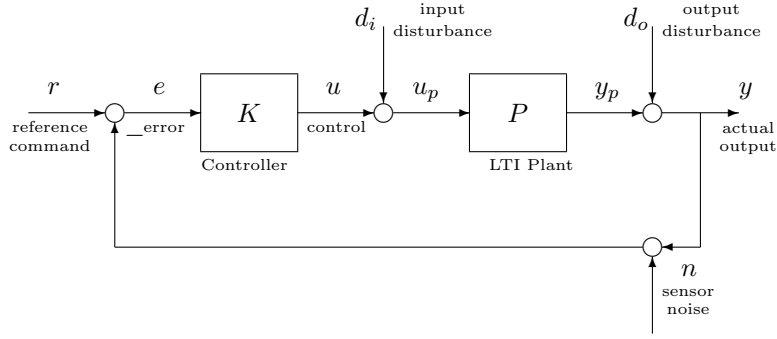 d_i
input
disturbance
d_o
output
disturbance
r
e
K
u
u_p
P
y_p
y
reference
command
_error
control
actual
output
Controller
LTI Plant
n
sensor
noise